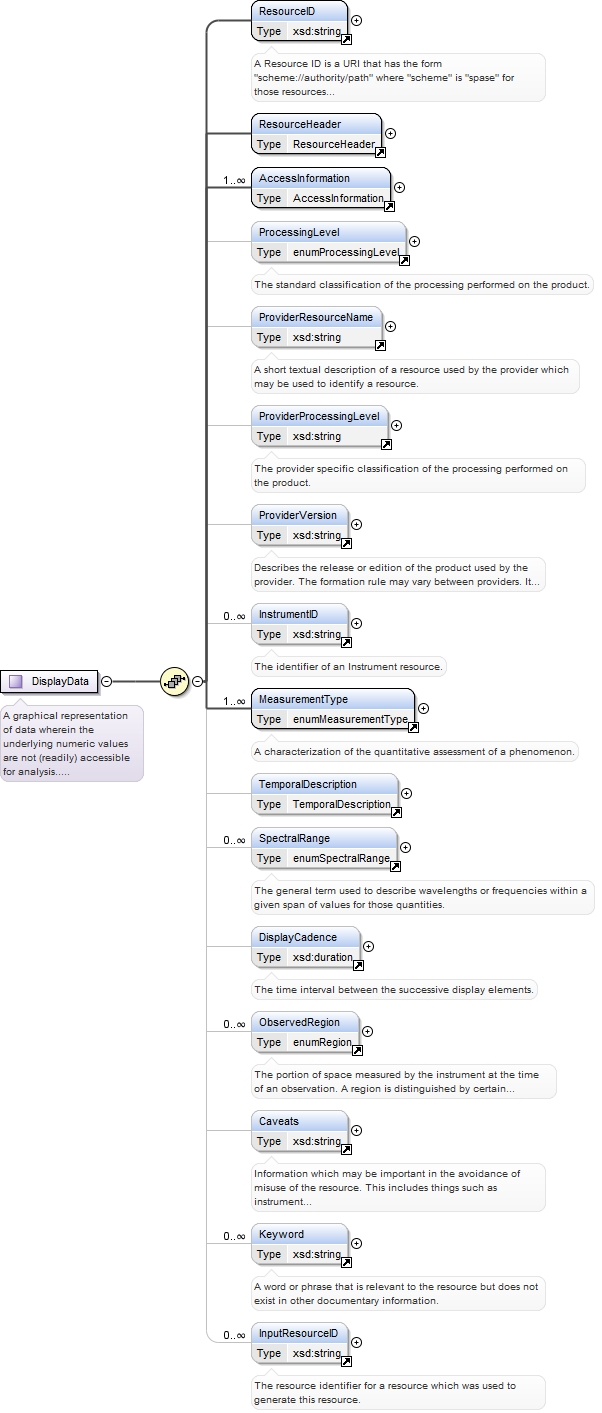 ResourceID
Type xsd:string
A Resource ID is a URI that has the form
"scheme://authority/path" where "scheme" is "spase" for
those resources...
ResourceHeader
Type ResourceHeader
1..∞
AccessInformation
Type AccessInformation
ProcessingLevel
Type enumProcessingLevel
The standard classification of the processing performed on the product.
ProviderResourceName
Type xsd:string
A short textual description of a resource used by the provider which
may be used to identify a resource.
ProviderProcessingLevel
Type xsd:string
The provider specific classification of the processing performed on
the product.
ProviderVersion
Type xsd:string
Describes the release or edition of the product used by the
provider. The formation rule may vary between providers. It...
0..∞
InstrumentID
Type xsd:string
The identifier of an Instrument resource.
DisplayData
A graphical representation
of data wherein the
underlying numeric values
are not (readily) accessible
for analysis.....
1..∞
MeasurementType
Type enumMeasurementType
A characterization of the quantitative assessment of a phenomenon.
TemporalDescription
Type TemporalDescription
0..∞
SpectralRange
Type enumSpectralRange
The general term used to describe wavelengths or frequencies within a
given span of values for those quantities.
DisplayCadence
Type xsd:duration
The time interval between the successive display elements.
0..∞
ObservedRegion
Type enumRegion
The portion of space measured by the instrument at the time
of an observation. A region is distinguished by certain...
Caveats
Type xsd:string
Information which may be important in the avoidance of
misuse of the resource. This includes things such as
instrument...
0..∞
Keyword
Type xsd:string
A word or phrase that is relevant to the resource but does not
exist in other documentary information.
0..∞
InputResourceID
Type xsd:string
The resource identifier for a resource which was used to
generate this resource.